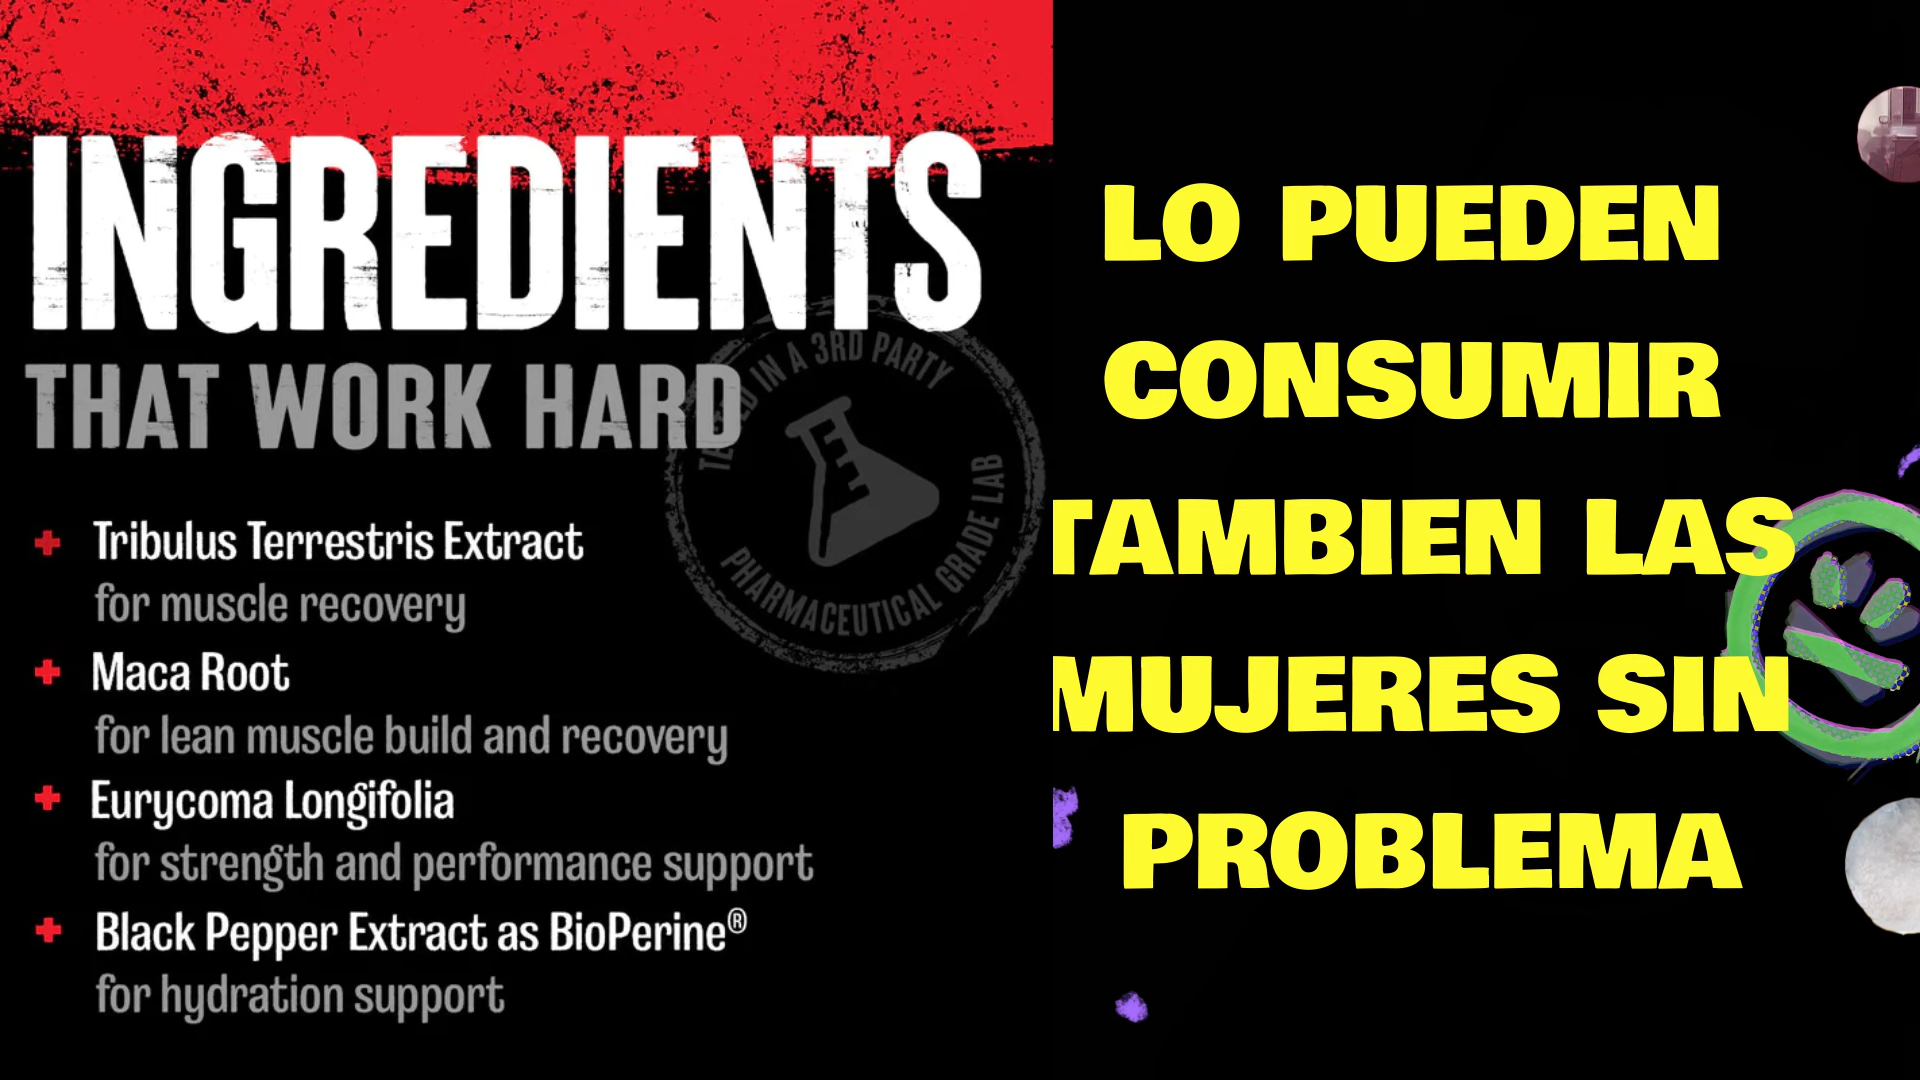 INGREDIENTS
THAT WORK HARD
TESTED IN A 3RD PARTY
PHARMACEUTICAL GRADE LAB
Tribulus Terrestris Extract
for muscle recovery
Maca Root
for lean muscle build and recovery
Eurycoma Longifolia
for strength and performance support
Black Pepper Extract as BioPerine®
for hydration support
LO PUEDEN
CONSUMIR
TAMBIEN LAS
MUJERES SIN
PROBLEMA